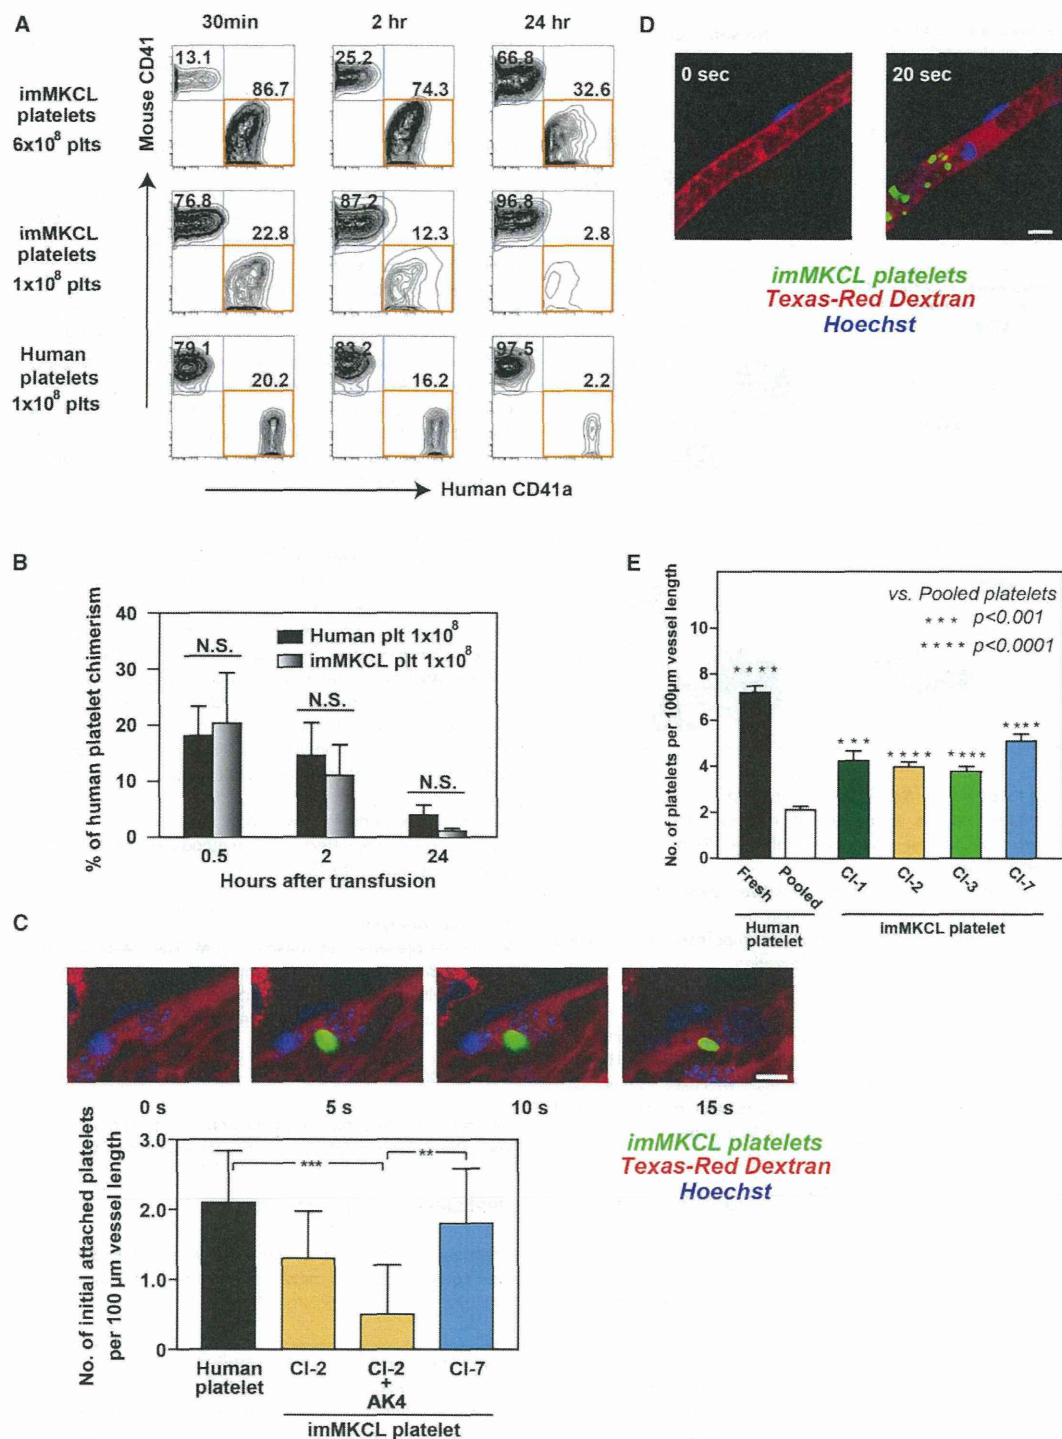 A
30min
2 hr
24 hr
Mouse CD41
imMKCL
platelets
6x10⁸ plts
13.1
86.7
25.2
74.3
66.8
32.6
imMKCL
platelets
1x10⁸ plts
76.8
22.8
87.2
12.3
96.8
2.8
Human
platelets
1x10⁸ plts
79.1
20.2
83.2
16.2
97.5
2.2
Human CD41a
D
0 sec
20 sec
imMKCL platelets
Texas-Red Dextran
Hoechst
B
% of human platelet chimerism
40
30
20
10
0
Human plt 1x10⁸
imMKCL plt 1x10⁸
N.S.
N.S.
N.S.
0.5
2
24
Hours after transfusion
E
No. of platelets per 100μm vessel length
10
8
6
4
2
0
vs. Pooled platelets
*** p<0.001
**** p<0.0001
****
***
****
****
****
Fresh
Pooled
Cl-1
Cl-2
Cl-3
Cl-7
Human
platelet
imMKCL platelet
C
0 s
5 s
10 s
15 s
imMKCL platelets
Texas-Red Dextran
Hoechst
No. of initial attached platelets
per 100 μm vessel length
3.0
2.0
1.0
0
***
**
Human
platelet
Cl-2
Cl-2
+
AK4
Cl-7
imMKCL platelet